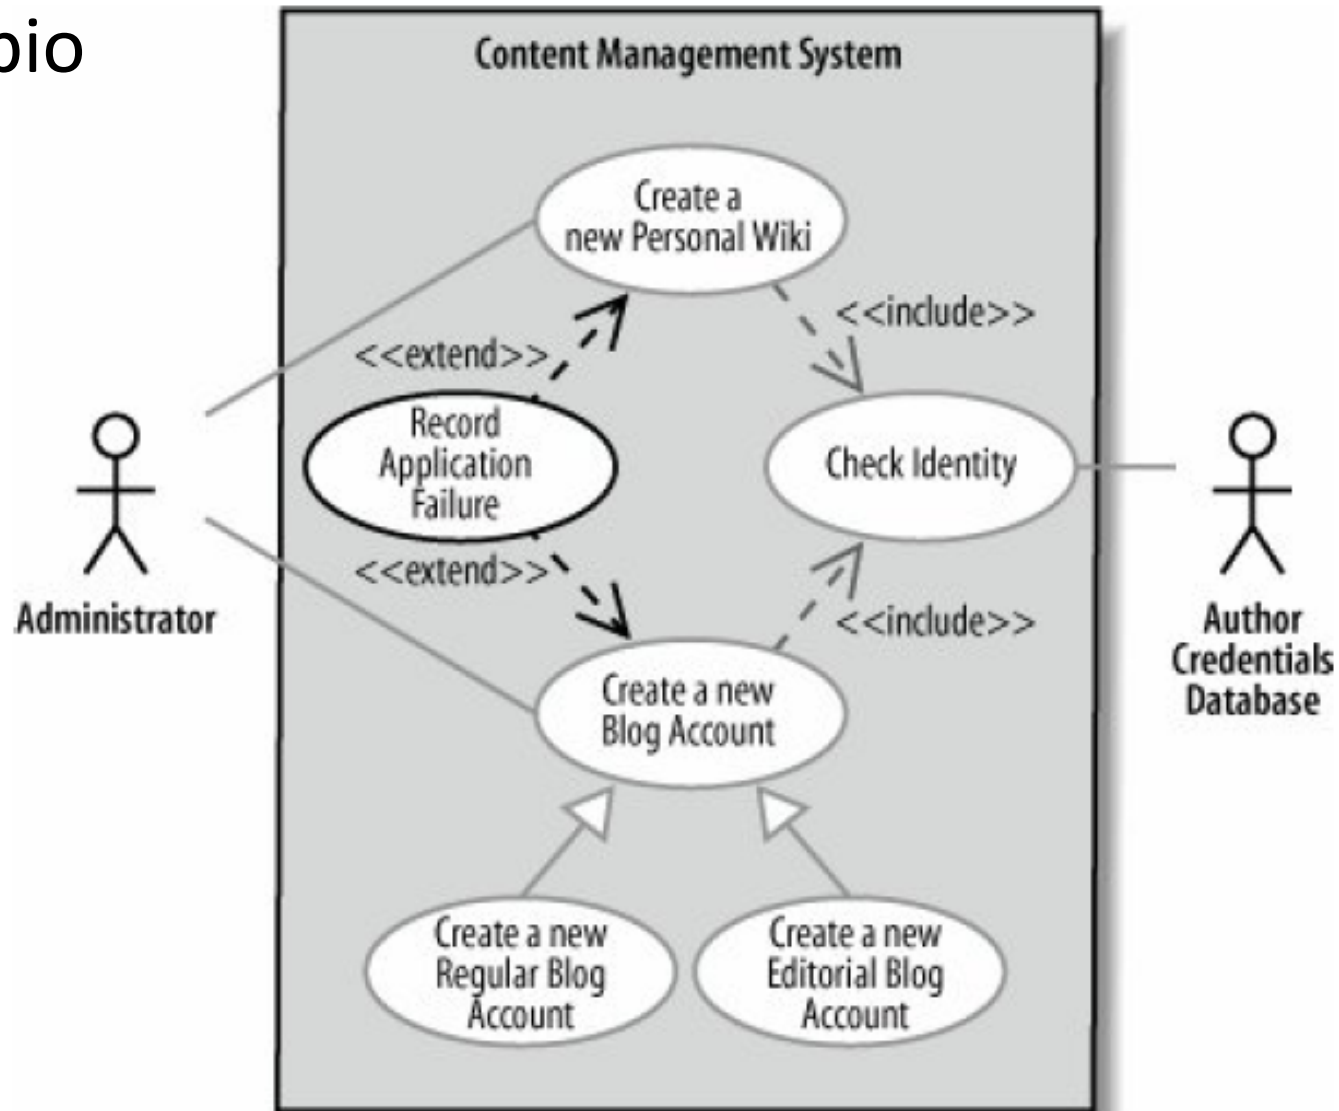 Content Management System
Create a
new Personal Wiki
<<include>>
<<extend>>
Record
Application
Failure
Check Identity
<<extend>>
<<include>>
Administrator
Author
Credentials
Database
Create a new
Blog Account
Create a new
Regular Blog
Account
Create a new
Editorial Blog
Account